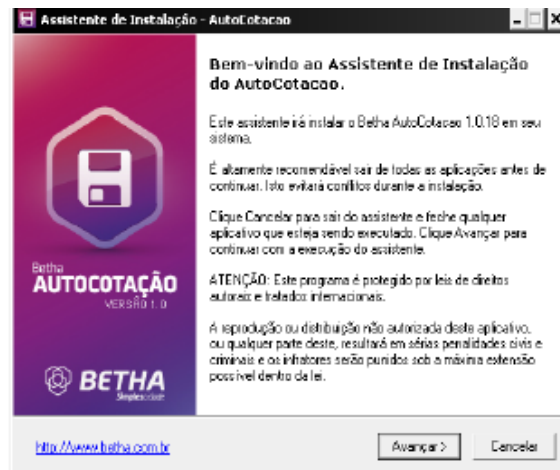 Assistente de Instalação - AutoCotacao
Bem-vindo ao Assistente de Instalação
do AutoCotacao.
Este assistente irá instalar o Betha AutoCotacao 1.0.18 em seu
sistema.
É altamente recomendável sair de todas as aplicações antes de
continuar. Isto evitará conflitos durante a instalação.
Clique Cancelar para sair do assistente e feche qualquer
aplicativo que esteja sendo executado. Clique Avançar para
continuar com a execução do assistente.
ATENÇÃO: Este programa é protegido por leis de direitos
autorais e tratados internacionais.
A reprodução ou distribuição não autorizada deste aplicativo,
ou qualquer parte deste, resultará em sérias penalidades civis e
criminais e os infratores serão punidos sob a máxima extensão
possível dentro da lei.
Betha
AUTOCOTAÇÃO
VERSÃO 1.0
BETHA
Simplescidade
http://www.betha.com.br
Avançar >
Cancelar